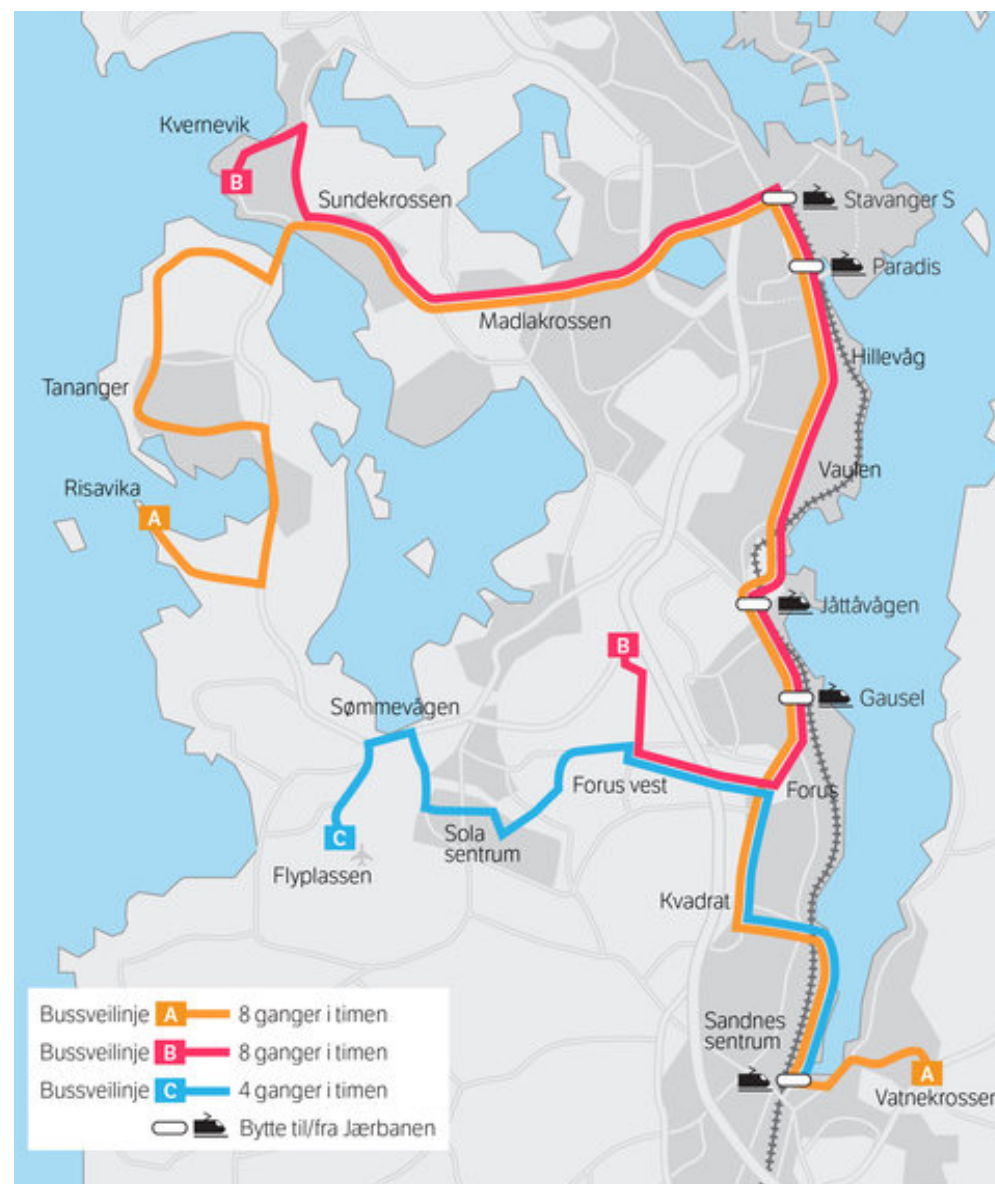 Kvernevik
B
Sundekrossen
Stavanger S
Paradis
Madlakrossen
Hillevåg
Tananger
Vaulen
Risavika
A
Jåttåvågen
B
Gausel
Sømmevågen
Forus vest
Forus
C
Sola
sentrum
Flyplassen
Kvadrat
Bussveilinje A 8 ganger i timen
Bussveilinje B 8 ganger i timen
Bussveilinje C 4 ganger i timen
Bytte til/fra Jærbanen
Sandnes
sentrum
A
Vatnekrossen